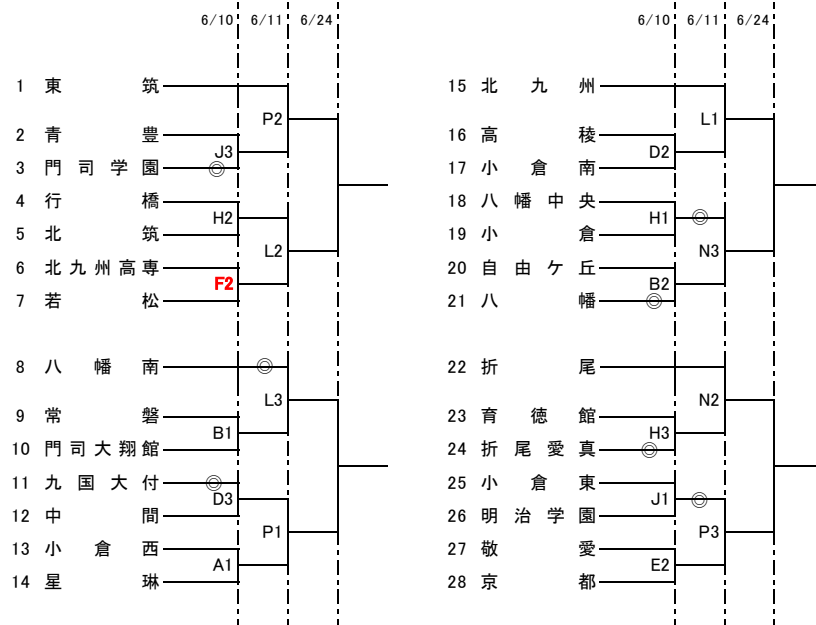 6/10 6/11 6/24
1 東筑
P2
2 青豊
J3
3 門司学園 ◎
4 行橋
H2
5 北筑
L2
6 北九州高専
F2
7 若松
8 八幡南 ◎
L3
9 常磐
B1
10 門司大翔館
11 九国大付 ◎
D3
12 中間
P1
13 小倉西
A1
14 星琳
6/10 6/11 6/24
15 北九州
L1
16 高稜
D2
17 小倉南
18 八幡中央
H1 ◎
19 小倉
N3
20 自由ケ丘
B2
21 八幡 ◎
22 折尾
N2
23 育徳館
H3
24 折尾愛真 ◎
25 小倉東
J1 ◎
26 明治学園
P3
27 敬愛
E2
28 京都